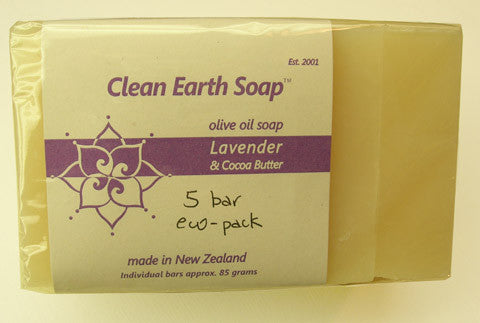 Est. 2001
Clean Earth Soap™
olive oil soap
Lavender
& Cocoa Butter
5 bar
eco-pack
made in New Zealand
Individual bars approx. 85 grams